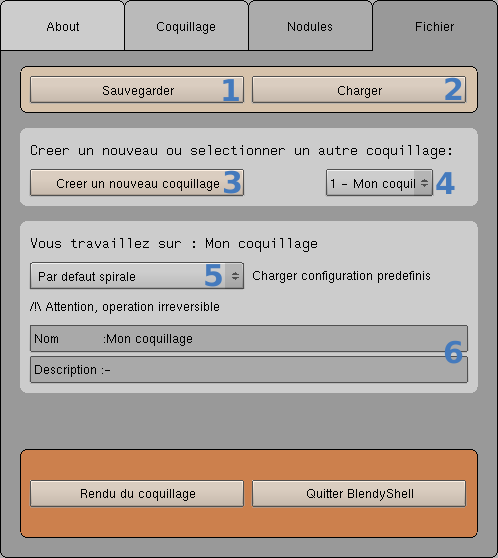 About Coquillage Nodules Fichier
Sauvegarder 1 Charger 2
Creer un nouveau ou selectionner un autre coquillage:
Creer un nouveau coquillage 3 1 - Mon coquil 4
Vous travaillez sur : Mon coquillage
Par defaut spirale 5 Charger configuration predefinis
/!\ Attention, operation irreversible
Nom :Mon coquillage
6
Description :-
Rendu du coquillage Quitter BlendyShell